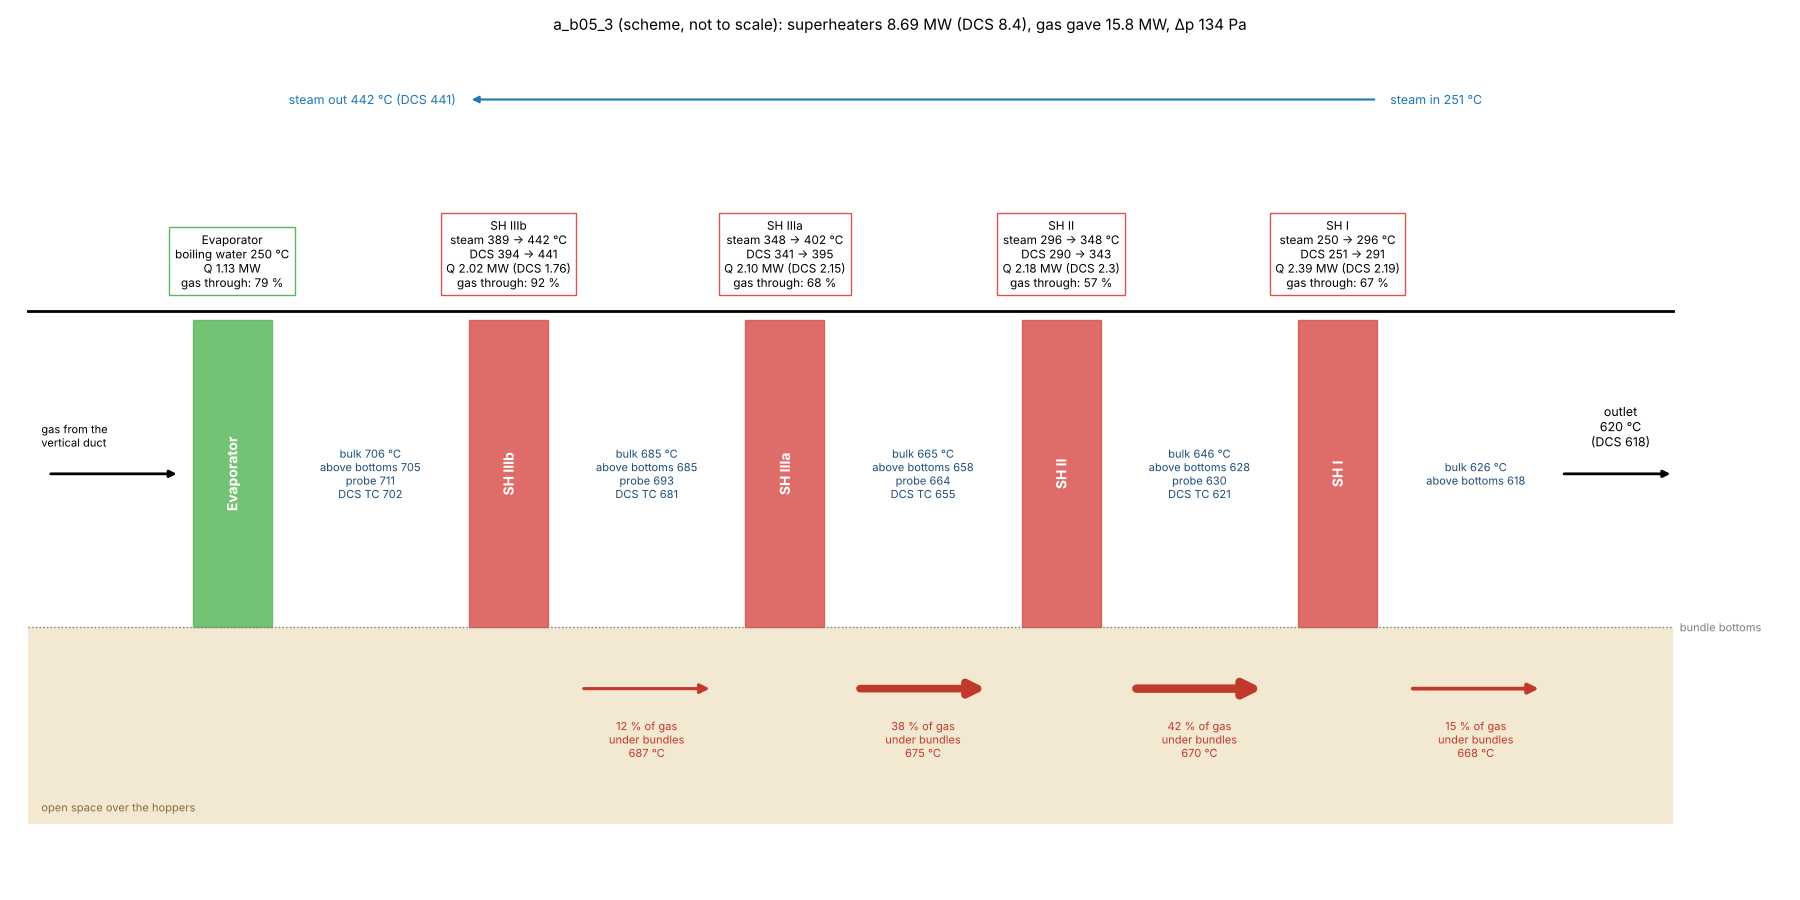 a_b05_3 (scheme, not to scale): superheaters 8.69 MW (DCS 8.4), gas gave 15.8 MW, Δp 134 Pa
steam out 442 °C (DCS 441)
steam in 251 °C
Evaporator
boiling water 250 °C
Q 1.13 MW
gas through: 79 %
SH IIIb
steam 389 → 442 °C
DCS 394 → 441
Q 2.02 MW (DCS 1.76)
gas through: 92 %
SH IIIa
steam 348 → 402 °C
DCS 341 → 395
Q 2.10 MW (DCS 2.15)
gas through: 68 %
SH II
steam 296 → 348 °C
DCS 290 → 343
Q 2.18 MW (DCS 2.3)
gas through: 57 %
SH I
steam 250 → 296 °C
DCS 251 → 291
Q 2.39 MW (DCS 2.19)
gas through: 67 %
gas from the
vertical duct
Evaporator
bulk 706 °C
above bottoms 705
probe 711
DCS TC 702
SH IIIb
bulk 685 °C
above bottoms 685
probe 693
DCS TC 681
SH IIIa
bulk 665 °C
above bottoms 658
probe 664
DCS TC 655
SH II
bulk 646 °C
above bottoms 628
probe 630
DCS TC 621
SH I
bulk 626 °C
above bottoms 618
outlet
620 °C
(DCS 618)
bundle bottoms
12 % of gas
under bundles
687 °C
38 % of gas
under bundles
675 °C
42 % of gas
under bundles
670 °C
15 % of gas
under bundles
668 °C
open space over the hoppers